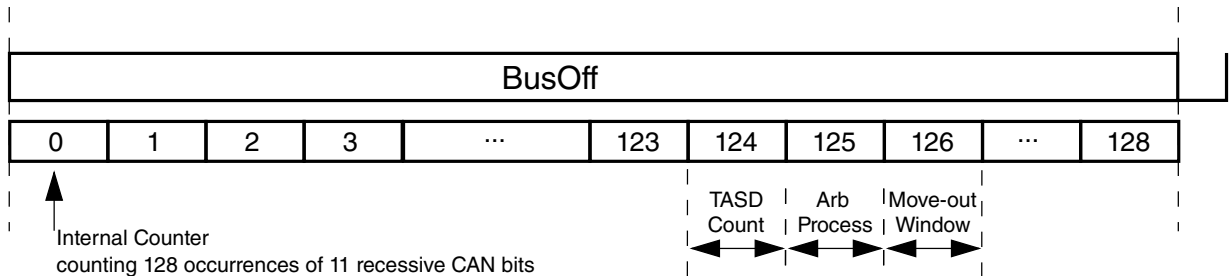 BusOff
0 1 2 3 ... 123 124 125 126 ... 128
TASD Arb Move-out
Count Process Window
Internal Counter
counting 128 occurrences of 11 recessive CAN bits